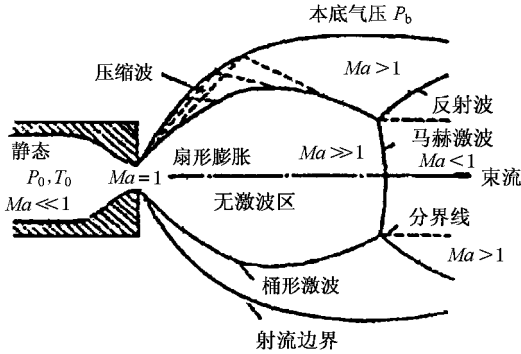 本底气压 Pb
压缩波
Ma>1
反射波
马赫激波
静态
扇形膨胀
Ma≫1
Ma<1
P0,T0
Ma=1
束流
Ma≪1
无激波区
分界线
Ma>1
桶形激波
射流边界